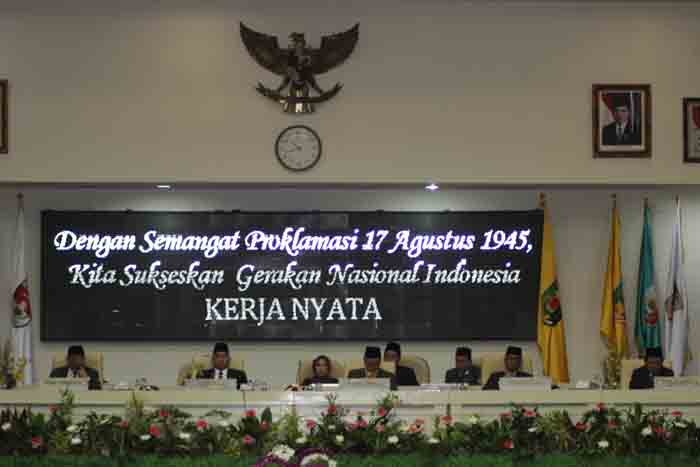 Dengan Semangat Proklamasi 17 Agustus 1945,
Kita Sukseskan Gerakan Nasional Indonesia
KERJA NYATA